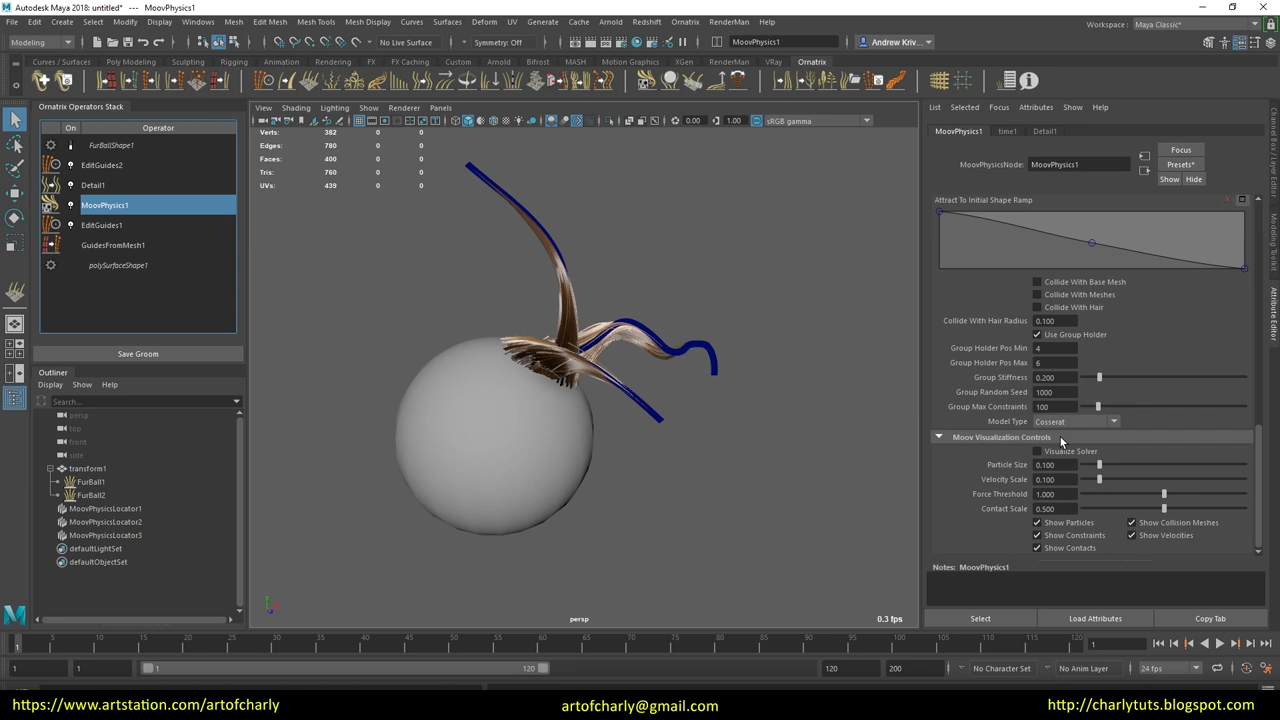 Autodesk Maya 2018: untitled* --- MoovPhysics1
File Edit Create Select Modify Display Windows Mesh Edit Mesh Mesh Tools Mesh Display Curves Surfaces Deform UV Generate Cache Arnold Redshift Ornatrix RenderMan Help
Workspace : Maya Classic*
Modeling No Live Surface Symmetry: Off MoovPhysics1 Andrew Kriv...
Curves / Surfaces Poly Modeling Sculpting Rigging Animation Rendering FX FX Caching Custom Arnold Bifrost MASH Motion Graphics XGen RenderMan VRay Ornatrix
Ornatrix Operators Stack
On Operator
FurBallShape1
EditGuides2
Detail1
MoovPhysics1
EditGuides1
GuidesFromMesh1
polySurfaceShape1
Save Groom
Outliner
Display Show Help
Search...
persp
top
front
side
transform1
FurBall1
FurBall2
MoovPhysicsLocator1
MoovPhysicsLocator2
MoovPhysicsLocator3
defaultLightSet
defaultObjectSet
View Shading Lighting Show Renderer Panels
0.00 1.00 sRGB gamma
Verts: 382 0 0
Edges: 780 0 0
Faces: 400 0 0
Tris: 760 0 0
UVs: 439 0 0
persp
0.3 fps
List Selected Focus Attributes Show Help
MoovPhysics1 time1 Detail1
Focus
MoovPhysicsNode: MoovPhysics1
Presets*
Show Hide
Attract To Initial Shape Ramp
Collide With Base Mesh
Collide With Meshes
Collide With Hair
Collide With Hair Radius 0.100
Use Group Holder
Group Holder Pos Min 4
Group Holder Pos Max 6
Group Stiffness 0.200
Group Random Seed 1000
Group Max Constraints 100
Model Type Cosserat
Moov Visualization Controls
Visualize Solver
Particle Size 0.100
Velocity Scale 0.100
Force Threshold 1.000
Contact Scale 0.500
Show Particles Show Collision Meshes
Show Constraints Show Velocities
Show Contacts
Notes: MoovPhysics1
Select Load Attributes Copy Tab
Channel Box / Layer Editor
Modeling Toolkit
Attribute Editor
5 10 15 20 25 30 35 40 45 50 55 60 65 70 75 80 85 90 95 100 105 110 115 120
1
1 1 1 120 120 200 No Character Set No Anim Layer 24 fps
https://www.artstation.com/artofcharly artofcharly@gmail.com http://charlytuts.blogspot.com